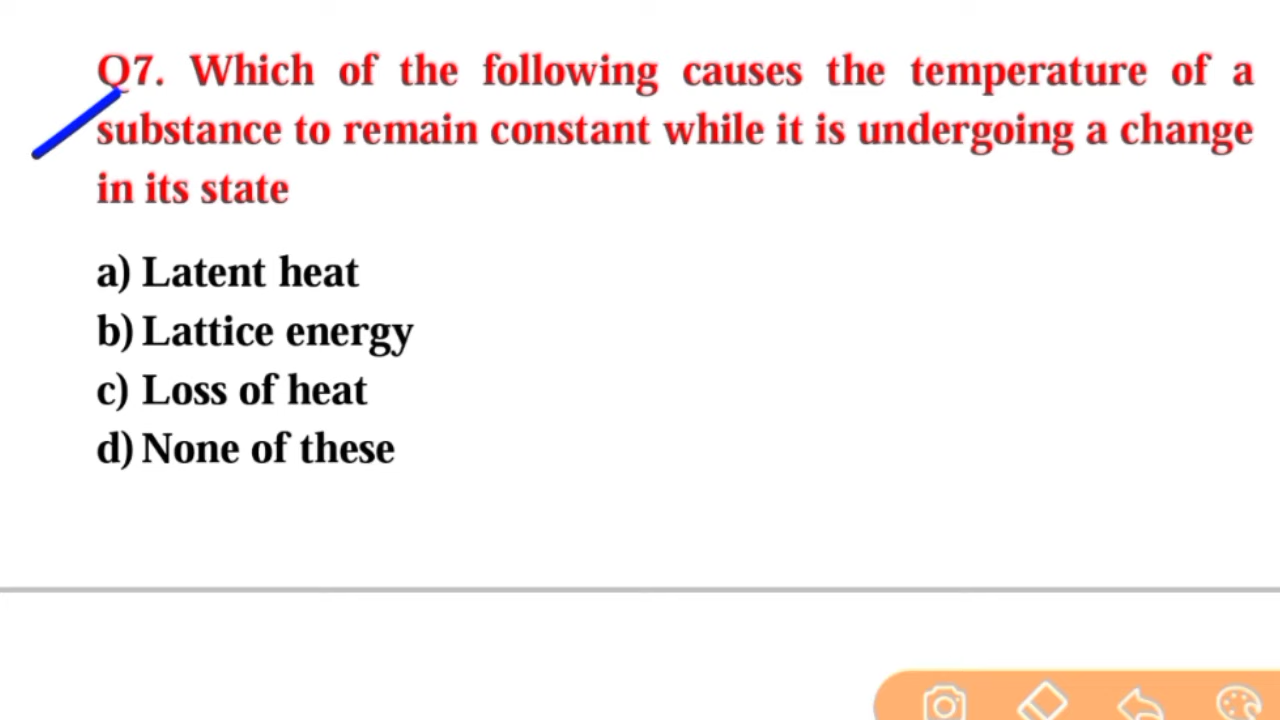 Q7. Which of the following causes the temperature of a
substance to remain constant while it is undergoing a change
in its state
a) Latent heat
b) Lattice energy
c) Loss of heat
d) None of these